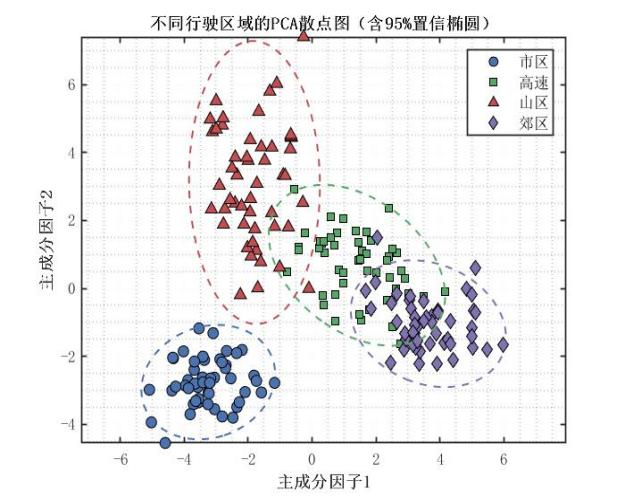 不同行驶区域的PCA散点图（含95%置信椭圆）
市区
高速
山区
郊区
6
4
2
0
−2
−4
主成分因子2
−6
−4
−2
0
2
4
6
主成分因子1